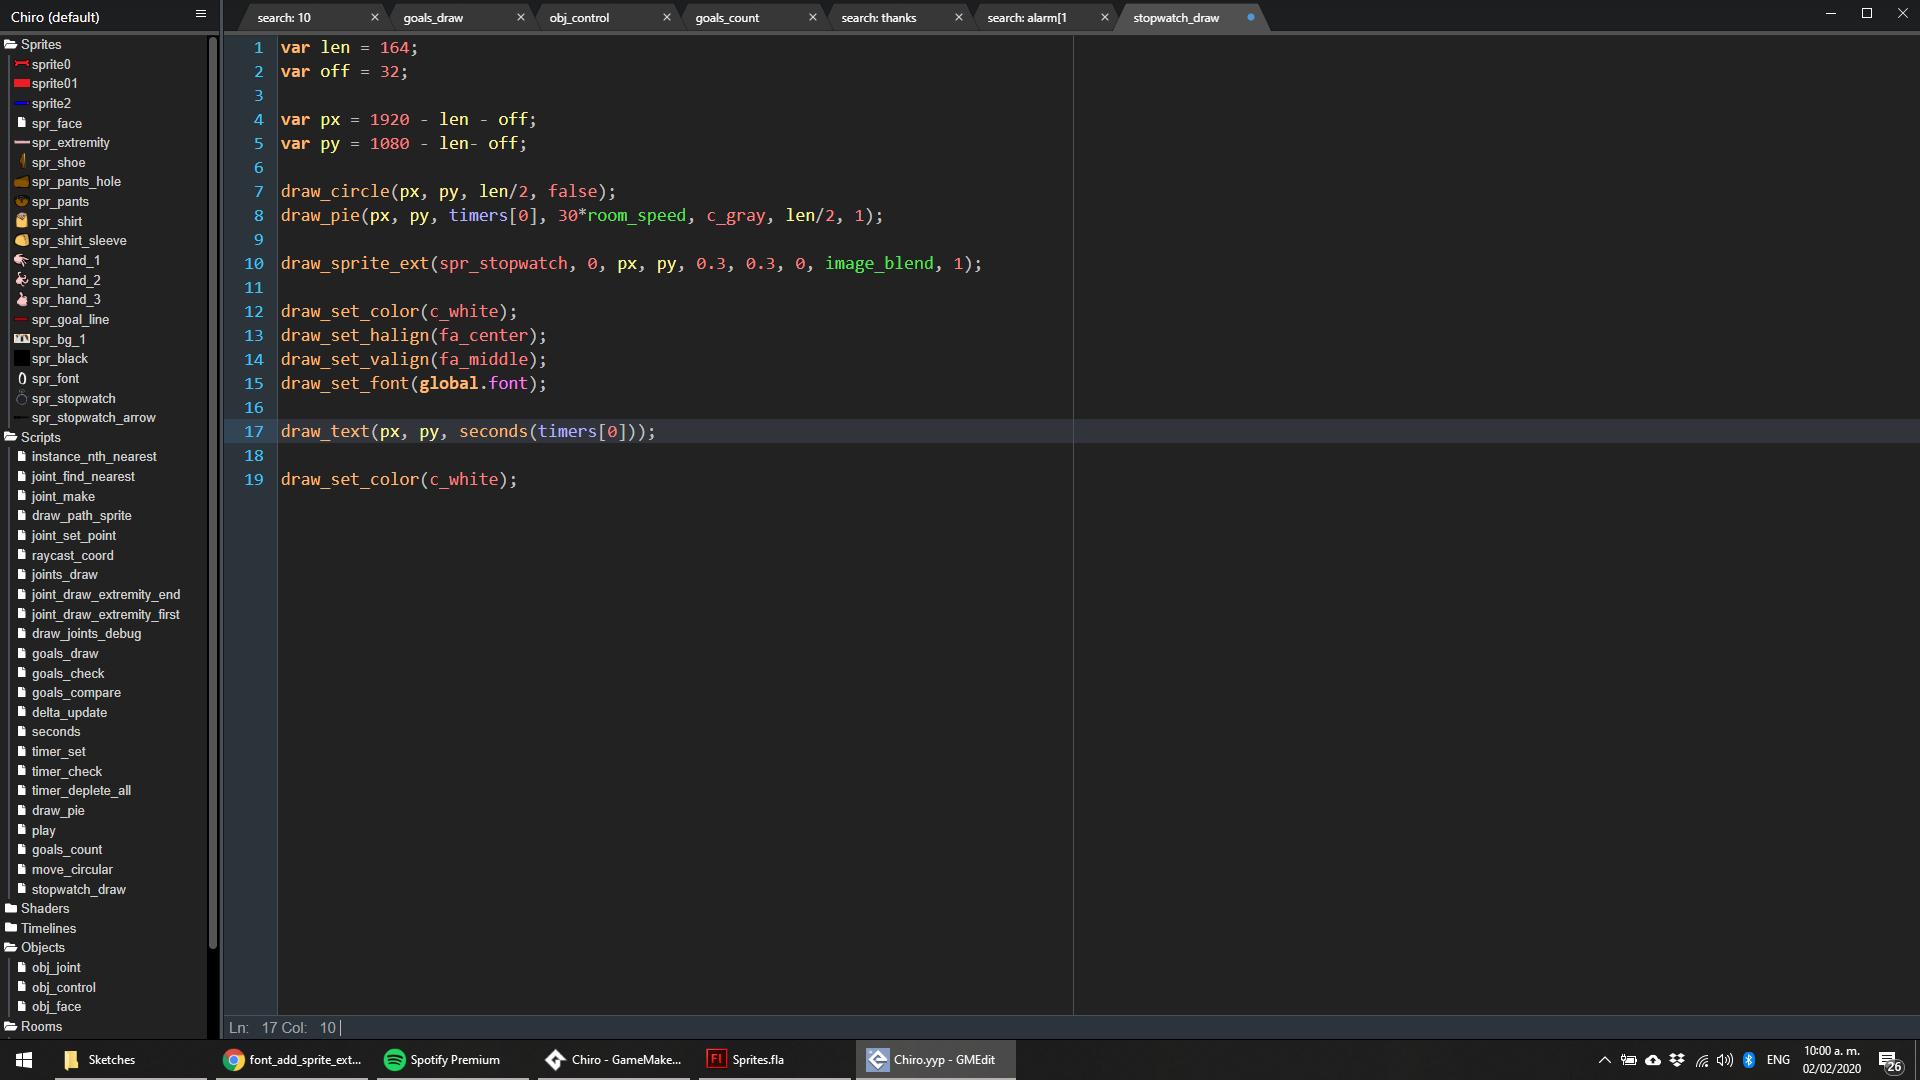 Chiro (default)
search: 10
goals_draw
obj_control
goals_count
search: thanks
search: alarm[1
stopwatch_draw
Sprites
sprite0
sprite01
sprite2
spr_face
spr_extremity
spr_shoe
spr_pants_hole
spr_pants
spr_shirt
spr_shirt_sleeve
spr_hand_1
spr_hand_2
spr_hand_3
spr_goal_line
spr_bg_1
spr_black
spr_font
spr_stopwatch
spr_stopwatch_arrow
Scripts
instance_nth_nearest
joint_find_nearest
joint_make
draw_path_sprite
joint_set_point
raycast_coord
joints_draw
joint_draw_extremity_end
joint_draw_extremity_first
draw_joints_debug
goals_draw
goals_check
goals_compare
delta_update
seconds
timer_set
timer_check
timer_deplete_all
draw_pie
play
goals_count
move_circular
stopwatch_draw
Shaders
Timelines
Objects
obj_joint
obj_control
obj_face
Rooms
1 var len = 164;
2 var off = 32;
3
4 var px = 1920 - len - off;
5 var py = 1080 - len- off;
6
7 draw_circle(px, py, len/2, false);
8 draw_pie(px, py, timers[0], 30*room_speed, c_gray, len/2, 1);
9
10 draw_sprite_ext(spr_stopwatch, 0, px, py, 0.3, 0.3, 0, image_blend, 1);
11
12 draw_set_color(c_white);
13 draw_set_halign(fa_center);
14 draw_set_valign(fa_middle);
15 draw_set_font(global.font);
16
17 draw_text(px, py, seconds(timers[0]));
18
19 draw_set_color(c_white);
Ln: 17 Col: 10
Sketches
font_add_sprite_ext...
Spotify Premium
Chiro - GameMake...
Fl
Sprites.fla
Chiro.yyp - GMEdit
ENG
10:00 a. m.
02/02/2020
26